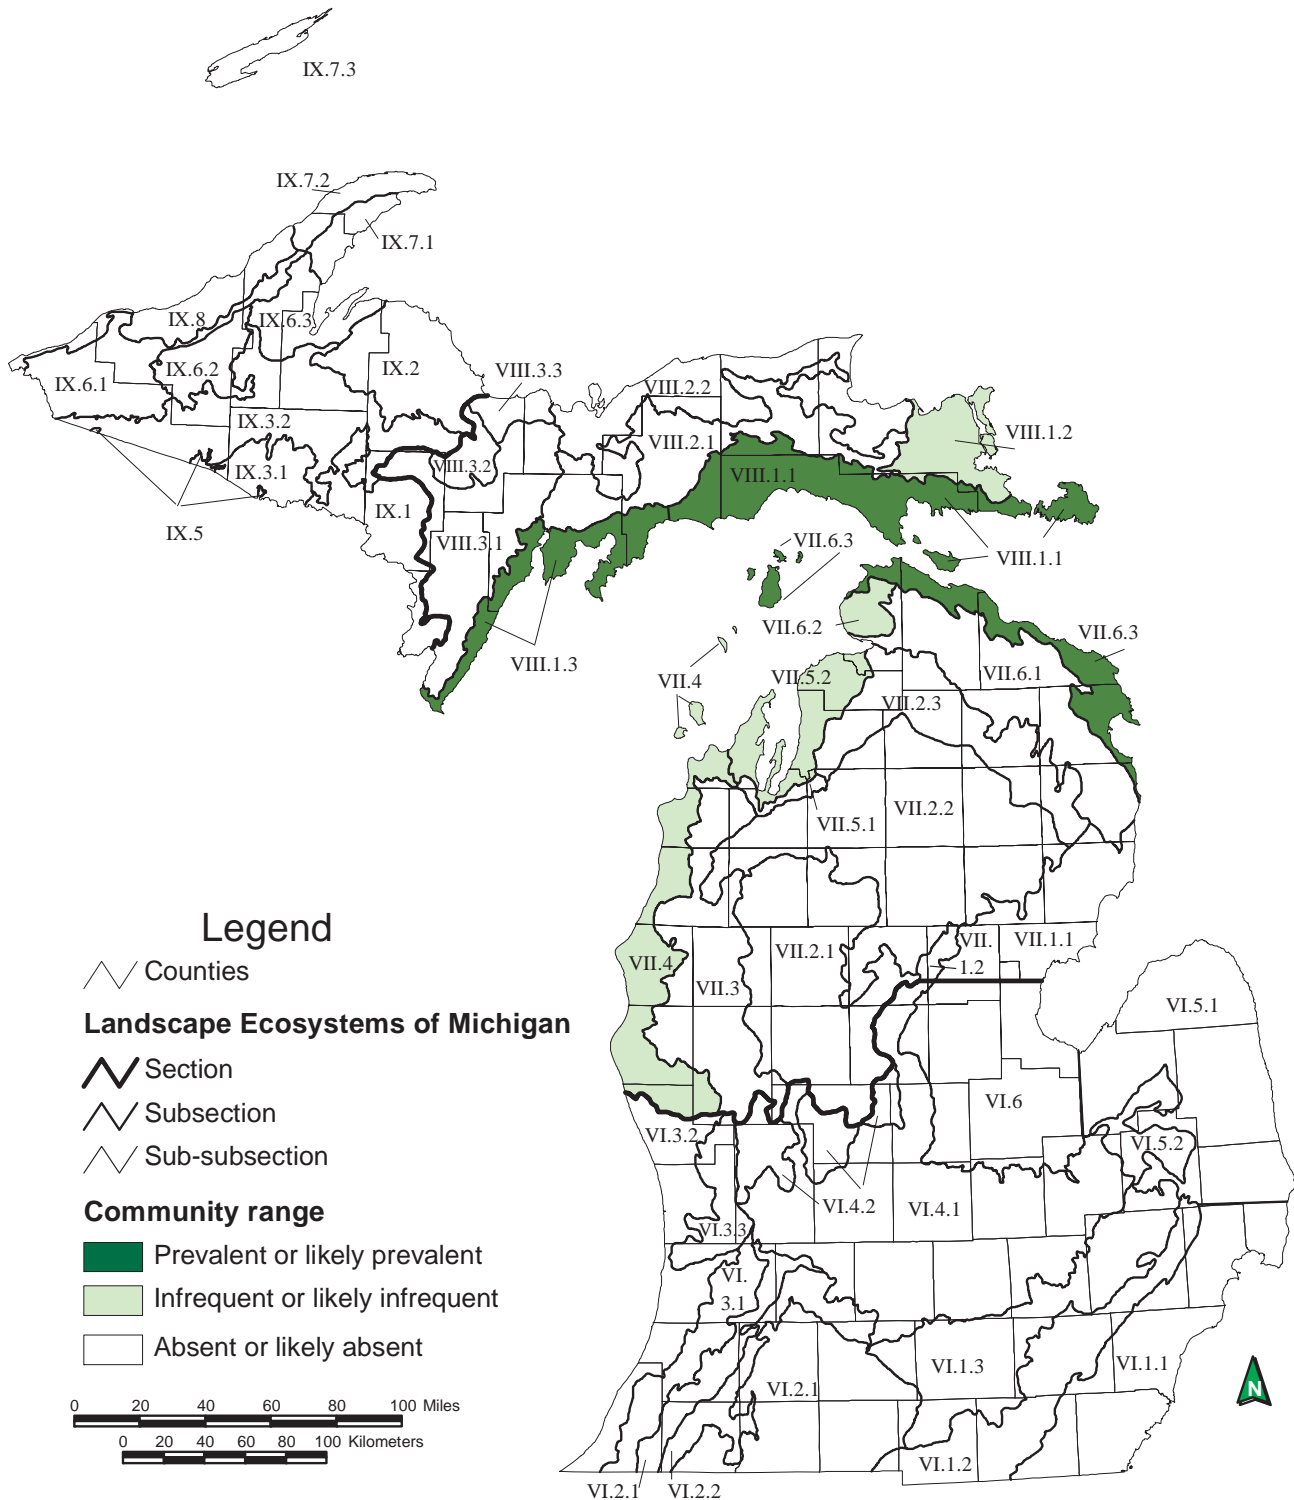 IX.7.3
IX.7.2
IX.7.1
IX.8
IX.6.3
IX.6.2
IX.6.1
IX.2
VIII.3.3
VIII.2.2
IX.3.2
VIII.2.1
VIII.1.2
IX.3.1
VIII.3.2
VIII.1.1
IX.5
IX.1
VIII.3.1
VII.6.3
VIII.1.1
VII.6.2
VII.6.3
VIII.1.3
VII.4
VII.5.2
VII.6.1
VII.2.3
VII.5.1
VII.2.2
VII.4
VII.3
VII.2.1
VII.
1.2
VII.1.1
VI.5.1
VI.6
VI.3.2
VI.5.2
VI.4.2
VI.4.1
VI.3.3
VI.
3.1
VI.2.1
VI.1.3
VI.1.1
VI.1.2
VI.2.1
VI.2.2
Legend
Counties
Landscape Ecosystems of Michigan
Section
Subsection
Sub-subsection
Community range
Prevalent or likely prevalent
Infrequent or likely infrequent
Absent or likely absent
0 20 40 60 80 100 Miles
0 20 40 60 80 100 Kilometers
N